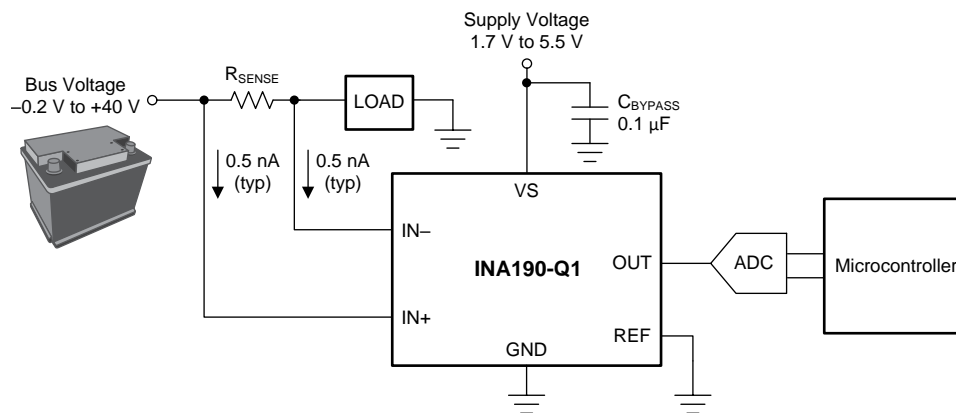 Supply Voltage
1.7 V to 5.5 V
Bus Voltage
–0.2 V to +40 V
RSENSE
LOAD
CBYPASS
0.1 µF
0.5 nA
(typ)
0.5 nA
(typ)
VS
IN–
INA190-Q1
OUT
ADC
Microcontroller
IN+
REF
GND